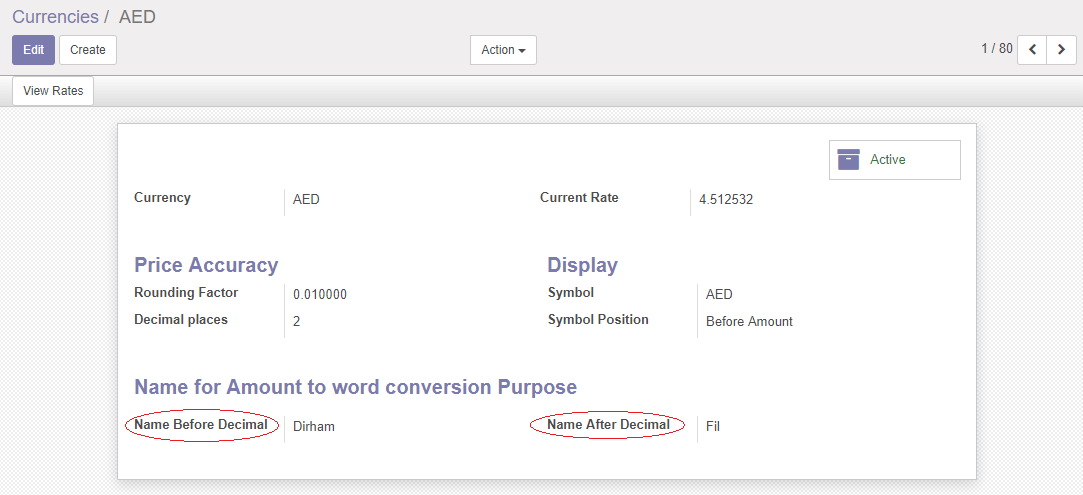 Currencies / AED
Edit Create Action 1 / 80
View Rates
Active
Currency AED Current Rate 4.512532
Price Accuracy Display
Rounding Factor 0.010000 Symbol AED
Decimal places 2 Symbol Position Before Amount
Name for Amount to word conversion Purpose
Name Before Decimal Dirham Name After Decimal Fil